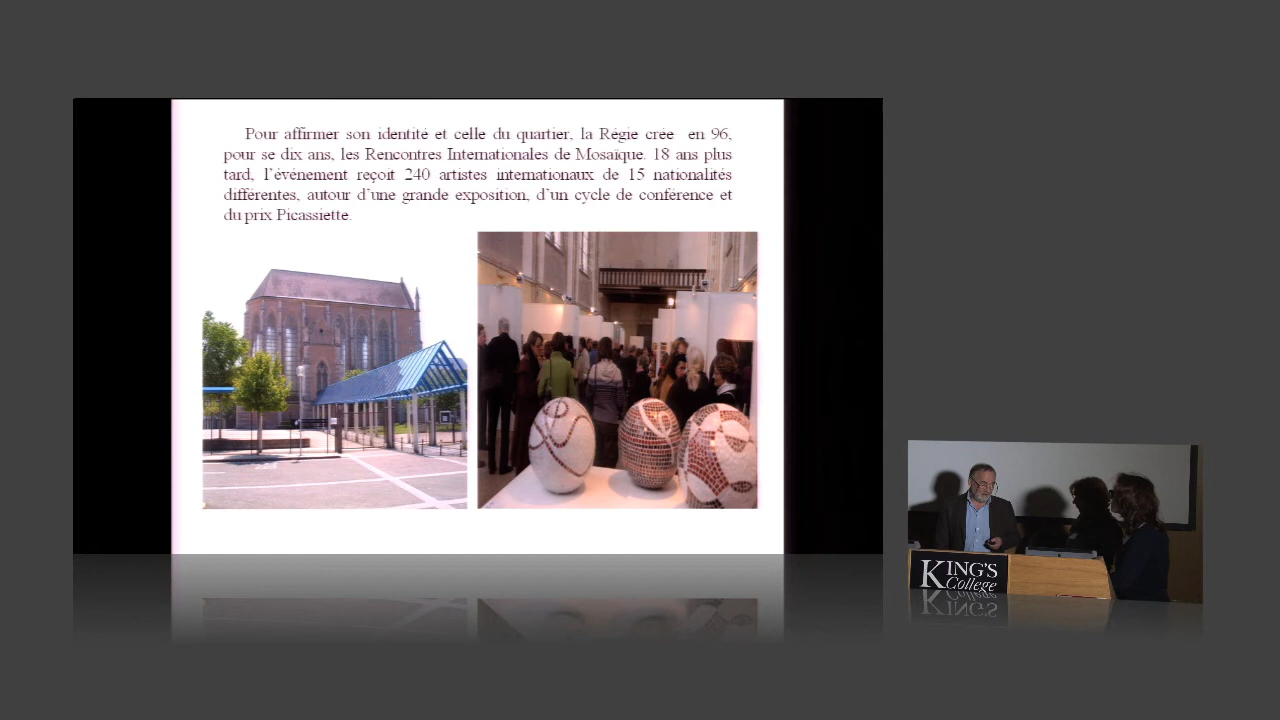 Pour affirmer son identité et celle du quartier, la Régie crée en 96,
pour se dix ans, les Rencontres Internationales de Mosaïque. 18 ans plus
tard, l'événement reçoit 240 artistes internationaux de 15 nationalités
différentes, autour d'une grande exposition, d'un cycle de conférence et
du prix Picassiette.
KING'S
College